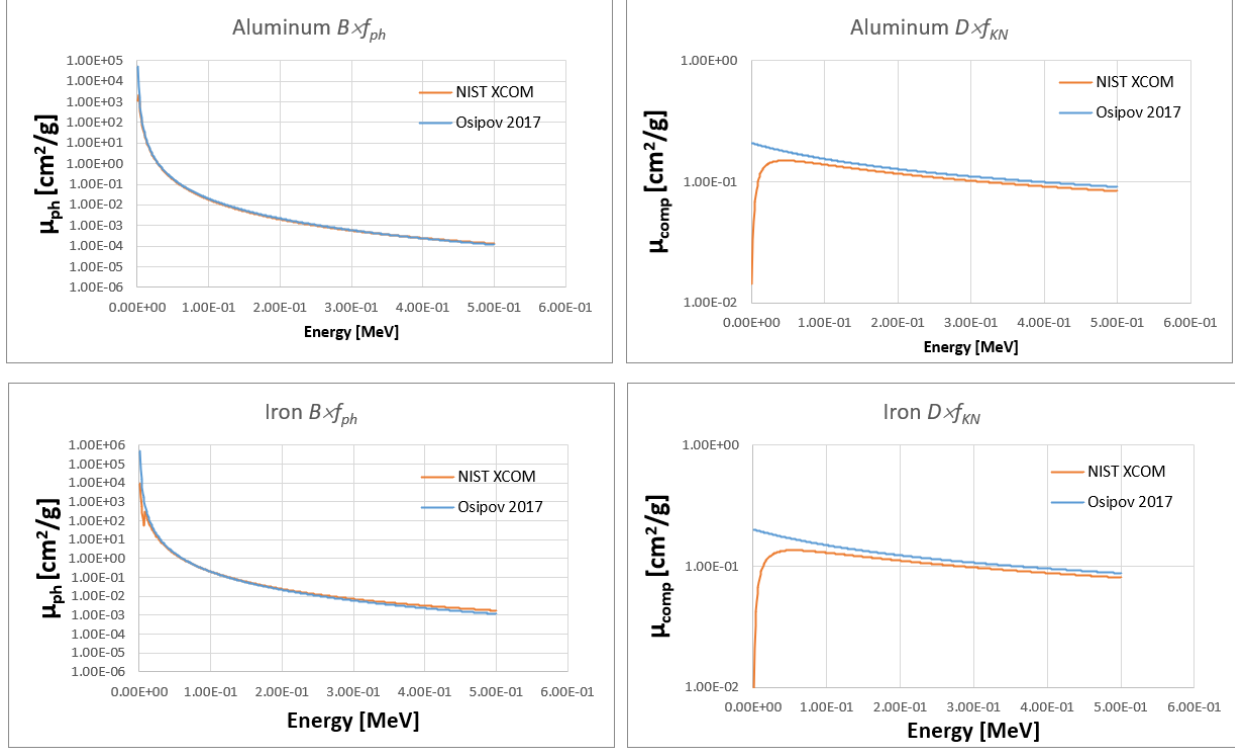 Aluminum B×f_ph
μph [cm²/g]
1.00E+05
1.00E+04
1.00E+03
1.00E+02
1.00E+01
1.00E+00
1.00E-01
1.00E-02
1.00E-03
1.00E-04
1.00E-05
1.00E-06
NIST XCOM
Osipov 2017
0.00E+00 1.00E-01 2.00E-01 3.00E-01 4.00E-01 5.00E-01 6.00E-01
Energy [MeV]
Aluminum D×f_KN
μcomp [cm²/g]
1.00E+00
1.00E-01
1.00E-02
NIST XCOM
Osipov 2017
0.00E+00 1.00E-01 2.00E-01 3.00E-01 4.00E-01 5.00E-01 6.00E-01
Energy [MeV]
Iron B×f_ph
μph [cm²/g]
1.00E+06
1.00E+05
1.00E+04
1.00E+03
1.00E+02
1.00E+01
1.00E+00
1.00E-01
1.00E-02
1.00E-03
1.00E-04
1.00E-05
1.00E-06
NIST XCOM
Osipov 2017
0.00E+00 1.00E-01 2.00E-01 3.00E-01 4.00E-01 5.00E-01 6.00E-01
Energy [MeV]
Iron D×f_KN
μcomp [cm²/g]
1.00E+00
1.00E-01
1.00E-02
NIST XCOM
Osipov 2017
0.00E+00 1.00E-01 2.00E-01 3.00E-01 4.00E-01 5.00E-01 6.00E-01
Energy [MeV]